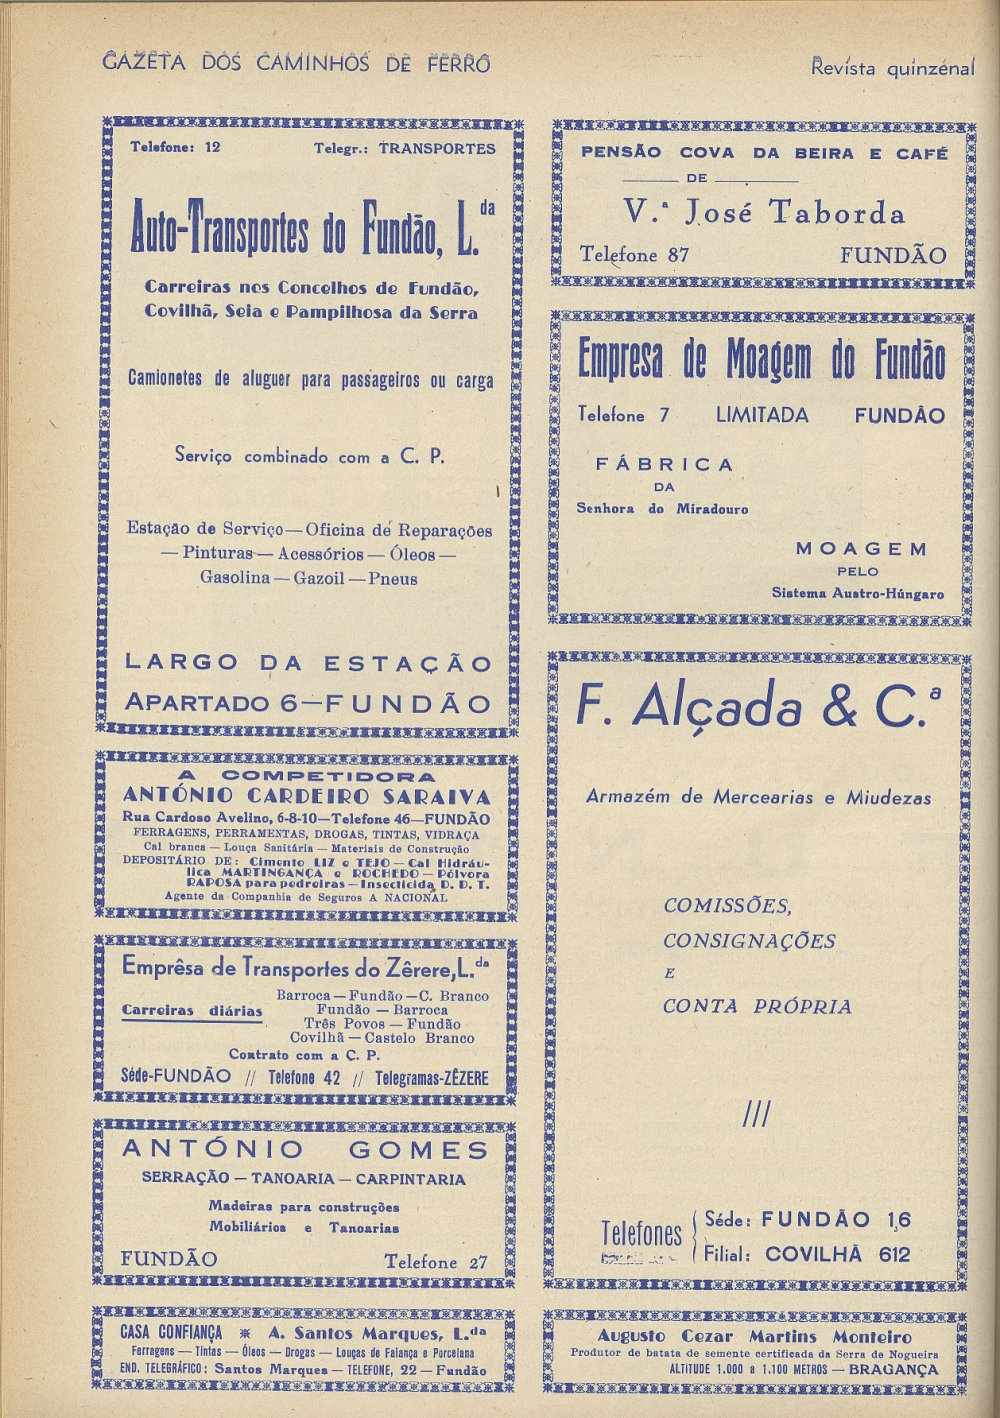 GAZETA DOS CAMINHOS DE FERRO
Revista quinzenal
Telefone: 12 Telegr.: TRANSPORTES
Auto-Transportes do Fundão, L.da
Carreiras nos Concelhos de Fundão,
Covilhã, Seia e Pampilhosa da Serra
Camionetes de aluguer para passageiros ou carga
Serviço combinado com a C. P.
Estação de Serviço — Oficina de Reparações
— Pinturas — Acessórios — Óleos —
Gasolina — Gazoil — Pneus
LARGO DA ESTAÇÃO
APARTADO 6 — FUNDÃO
A COMPETIDORA
ANTÓNIO CARDEIRO SARAIVA
Rua Cardoso Avelino, 6-8-10—Telefone 46—FUNDÃO
FERRAGENS, PERRAMENTAS, DROGAS, TINTAS, VIDRAÇA
Cal branca — Louça Sanitária — Materiais de Construção
DEPOSITÁRIO DE: Cimento LIZ e TEJO — Cal Hidráu-
lica MARTINGANÇA e ROCHEDO — Pólvora
RAPOSA para pedreiras — Insecticida D. D. T.
Agente da Companhia de Seguros A NACIONAL
Emprêsa de Transportes do Zêrere, L.da
Carreiras diárias
Barroca — Fundão — C. Branco
Fundão — Barroca
Três Povos — Fundão
Covilhã — Castelo Branco
Contrato com a C. P.
Séde-FUNDÃO // Telefone 42 // Telegramas-ZÊZERE
ANTÓNIO GOMES
SERRAÇÃO — TANOARIA — CARPINTARIA
Madeiras para construções
Mobiliários e Tanoarias
FUNDÃO Telefone 27
CASA CONFIANÇA * A. Santos Marques, L.da
Ferragens — Tintas — Óleos — Drogas — Louças de Falança e Porcelana
END. TELEGRÁFICO: Santos Marques — TELEFONE, 22 — Fundão
PENSÃO COVA DA BEIRA E CAFÉ
DE
V.ª José Taborda
Telefone 87 FUNDÃO
Empresa de Moagem do Fundão
Telefone 7 LIMITADA FUNDÃO
FÁBRICA
DA
Senhora do Miradouro
MOAGEM
PELO
Sistema Austro-Húngaro
F. Alçada & C.ª
Armazém de Mercearias e Miudezas
COMISSÕES,
CONSIGNAÇÕES
E
CONTA PRÓPRIA
///
Telefones { Séde: FUNDÃO 16
Filial: COVILHÃ 612
Augusto Cezar Martins Monteiro
Produtor de batata de semente certificada da Serra de Nogueira
ALTITUDE 1.000 a 1.100 METROS — BRAGANÇA